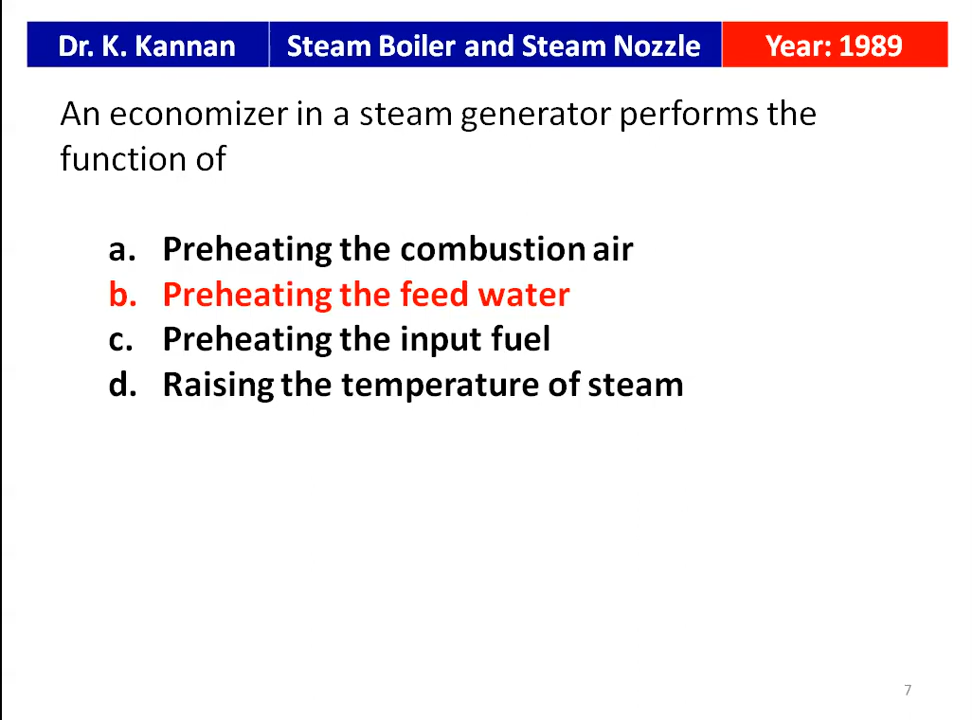 Dr. K. Kannan Steam Boiler and Steam Nozzle Year: 1989
An economizer in a steam generator performs the
function of
a. Preheating the combustion air
b. Preheating the feed water
c. Preheating the input fuel
d. Raising the temperature of steam
7